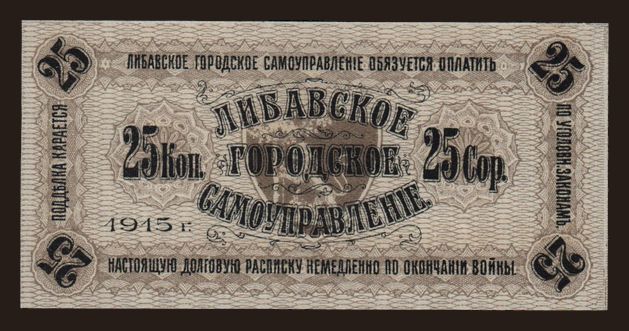 25
25
ЛИБАВСКОЕ ГОРОДСКОЕ САМОУПРАВЛЕНІЕ ОБЯЗУЕТСЯ ОПЛАТИТЬ
ПОДДѢЛКА КАРАЕТСЯ
ЛИБАВСКОЕ
25 Коп.
ГОРОДСКОЕ
25 Cop.
САМОУПРАВЛЕНІЕ.
1915 г.
ПО УГОЛОВН. ЗАКОНАМЪ.
НАСТОЯЩУЮ ДОЛГОВУЮ РАСПИСКУ НЕМЕДЛЕННО ПО ОКОНЧАНІИ ВОЙНЫ.
25
25